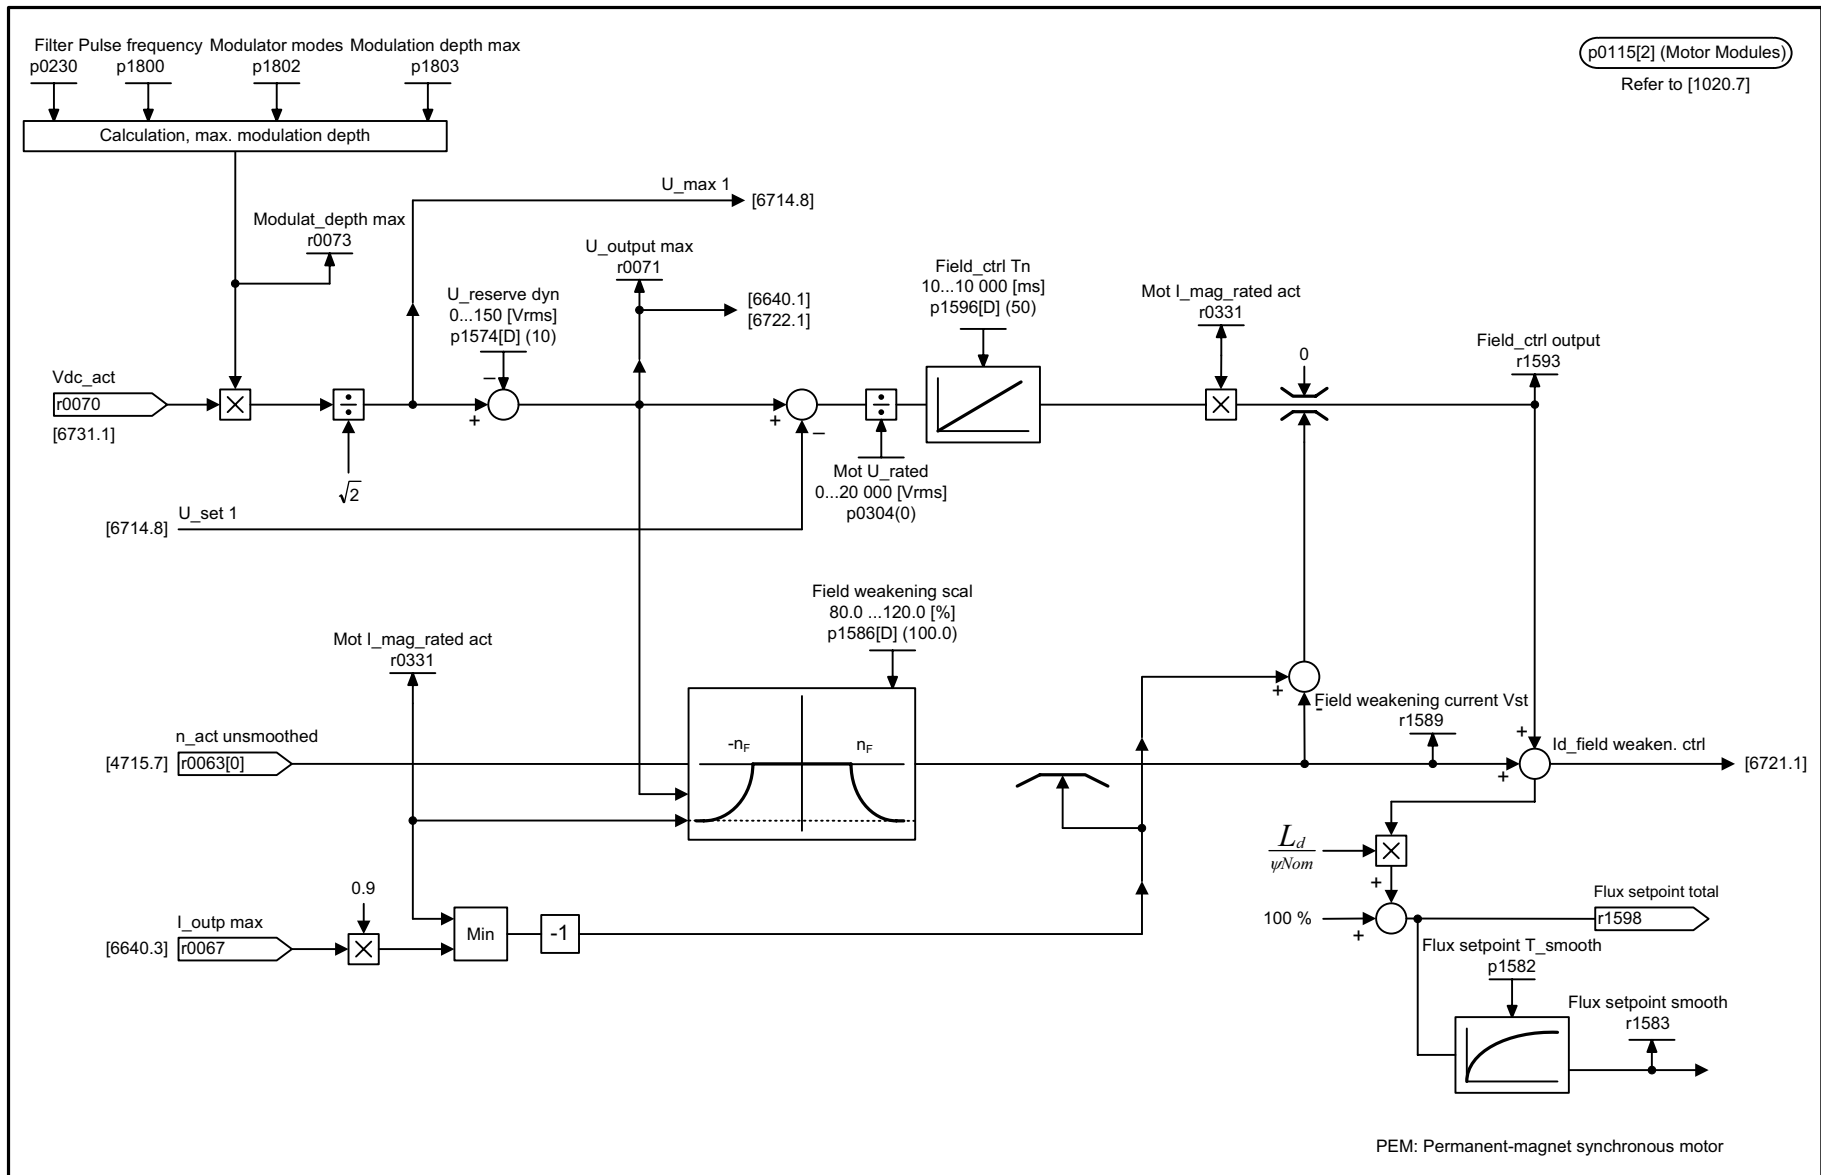 Filter Pulse frequency Modulator modes Modulation depth max
p0230 p1800 p1802 p1803
p0115[2] (Motor Modules)
Refer to [1020.7]
Calculation, max. modulation depth
U_max 1
[6714.8]
Modulat_depth max
r0073
U_output max
r0071
U_reserve dyn
0...150 [Vrms]
p1574[D] (10)
[6640.1]
[6722.1]
Field_ctrl Tn
10...10 000 [ms]
p1596[D] (50)
Mot I_mag_rated act
r0331
0
Field_ctrl output
r1593
Vdc_act
r0070
[6731.1]
× ÷ – + + – ÷ ×
√2
Mot U_rated
0...20 000 [Vrms]
p0304(0)
U_set 1
[6714.8]
Field weakening scal
80.0 ...120.0 [%]
p1586[D] (100.0)
Mot I_mag_rated act
r0331
+
-
Field weakening current Vst
r1589
n_act unsmoothed
[4715.7] r0063[0]
-nF nF
+
+
Id_field weaken. ctrl
[6721.1]
Ld
ψNom
×
+
0.9
I_outp max
[6640.3] r0067
×
Min
-1
100 %
+
Flux setpoint total
r1598
Flux setpoint T_smooth
p1582
Flux setpoint smooth
r1583
PEM: Permanent-magnet synchronous motor